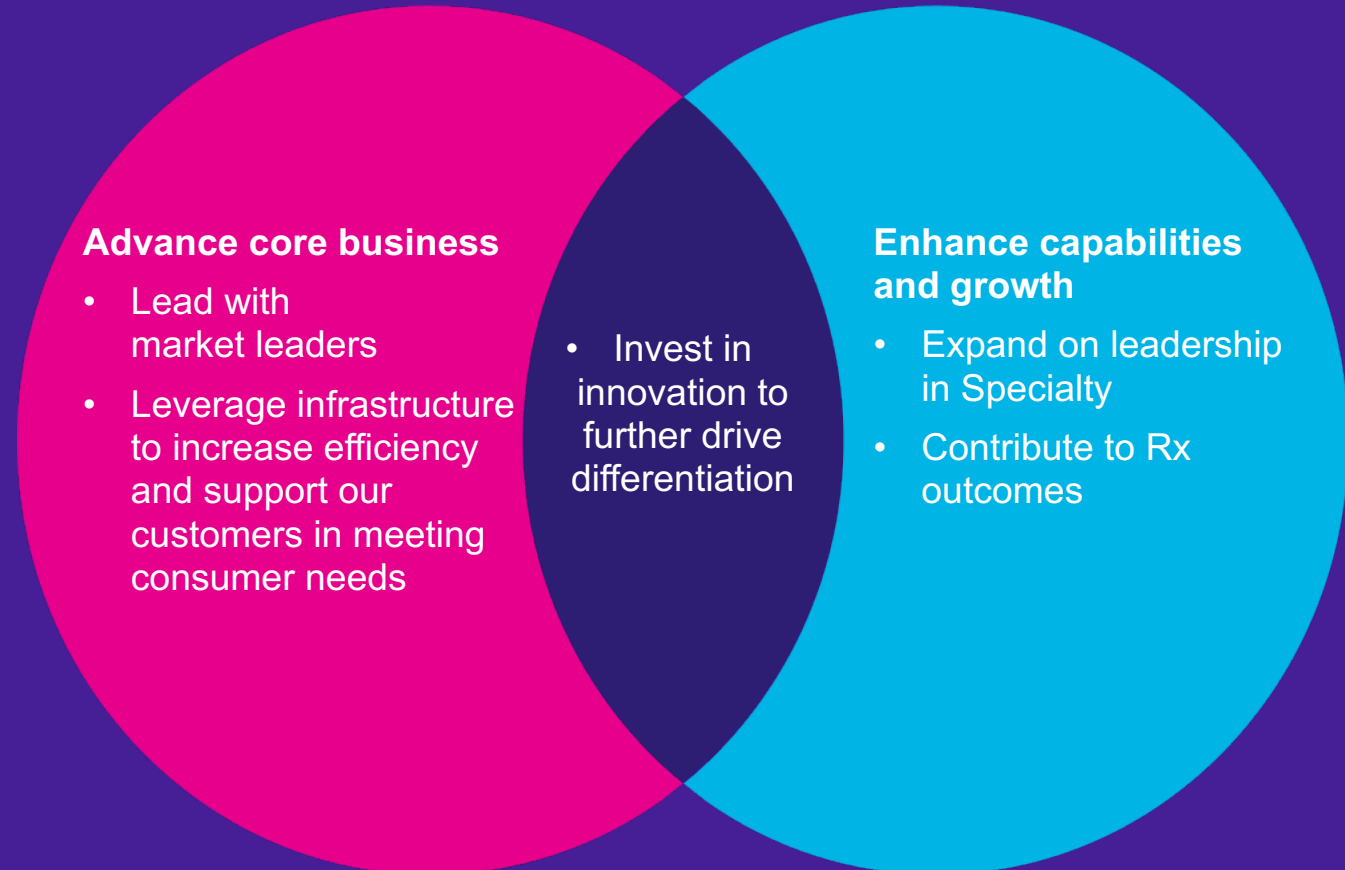 Advance core business
• Lead with
market leaders
• Leverage infrastructure
to increase efficiency
and support our
customers in meeting
consumer needs
• Invest in
innovation to
further drive
differentiation
Enhance capabilities
and growth
• Expand on leadership
in Specialty
• Contribute to Rx
outcomes